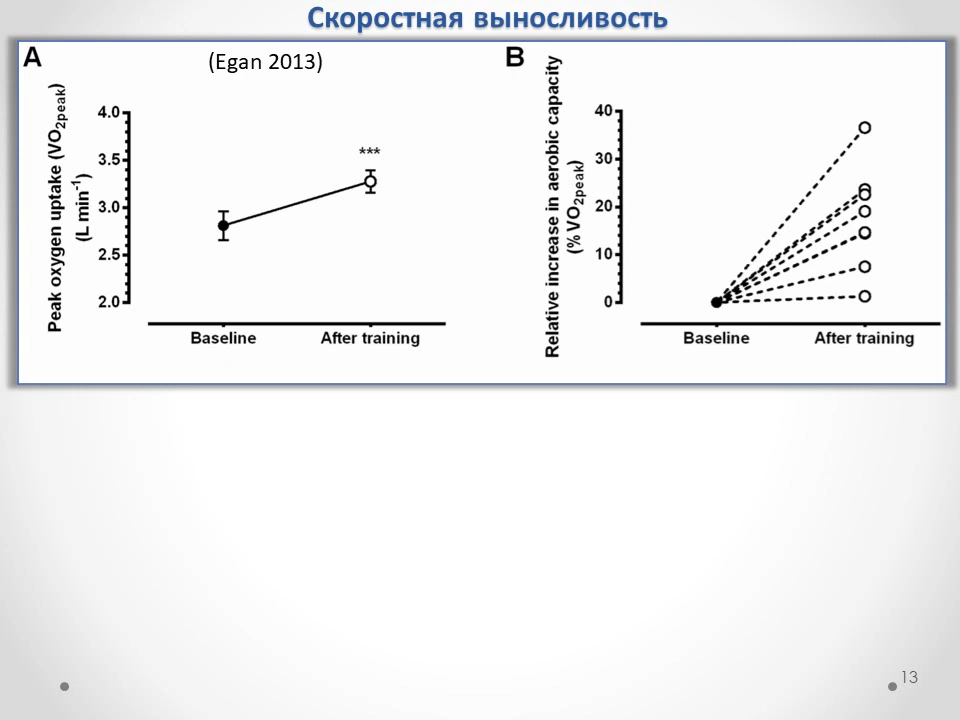 Скоростная выносливость
A
(Egan 2013)
Peak oxygen uptake (VO2peak)
(L min-1)
4.0
3.5
3.0
2.5
2.0
***
Baseline
After training
B
Relative increase in aerobic capacity
(% VO2peak)
40
30
20
10
0
Baseline
After training
13